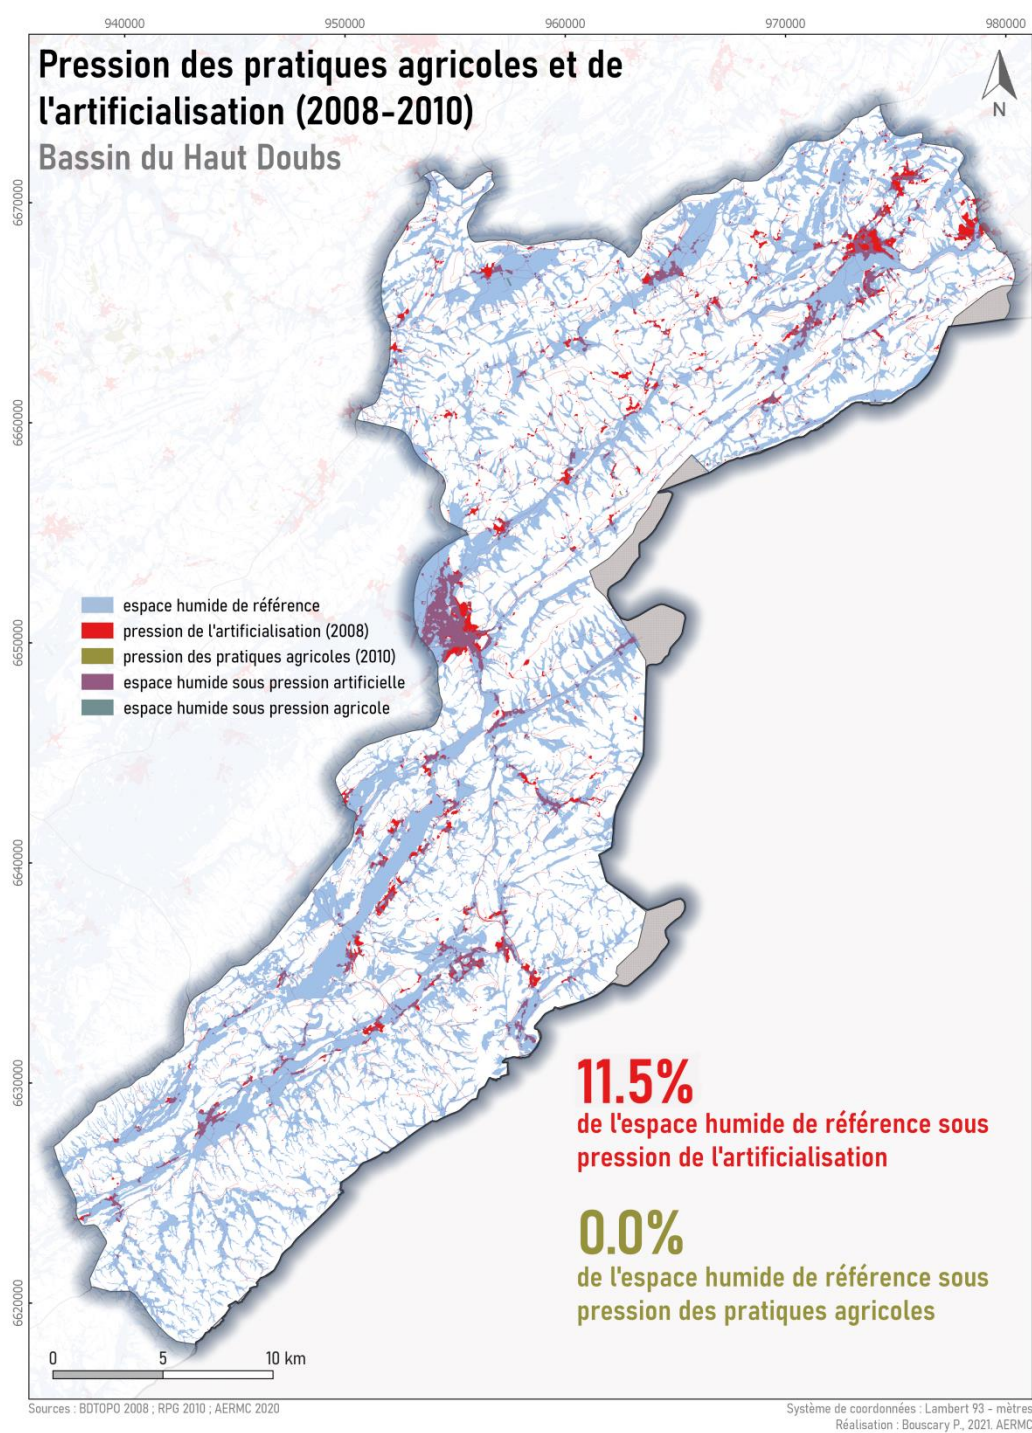 940000
950000
960000
970000
980000
Pression des pratiques agricoles et de
l'artificialisation (2008-2010)
Bassin du Haut Doubs
N
6670000
6660000
6650000
6640000
6630000
6620000
espace humide de référence
pression de l'artificialisation (2008)
pression des pratiques agricoles (2010)
espace humide sous pression artificielle
espace humide sous pression agricole
11.5%
de l'espace humide de référence sous
pression de l'artificialisation
0.0%
de l'espace humide de référence sous
pression des pratiques agricoles
0 5 10 km
Sources : BDTOPO 2008 ; RPG 2010 ; AERMC 2020
Système de coordonnées : Lambert 93 - mètres
Réalisation : Bouscary P., 2021. AERMC